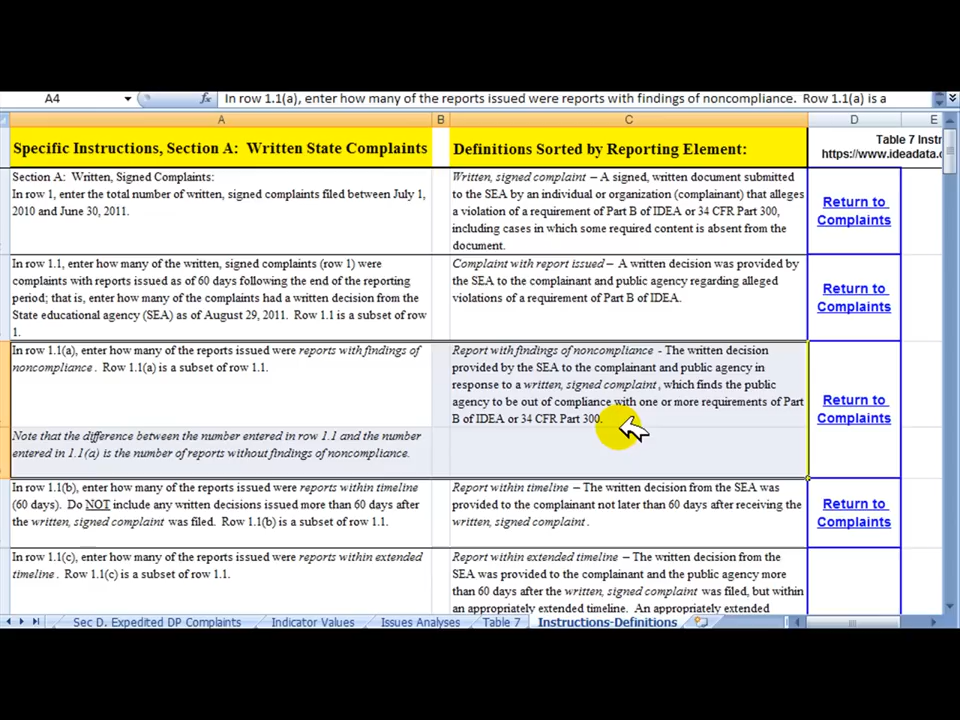 A4
fx
In row 1.1(a), enter how many of the reports issued were reports with findings of noncompliance. Row 1.1(a) is a
A
B
C
D
E
Specific Instructions, Section A: Written State Complaints
Definitions Sorted by Reporting Element:
Table 7 Instr
https://www.ideadata.c
Section A: Written, Signed Complaints:
In row 1, enter the total number of written, signed complaints filed between July 1,
2010 and June 30, 2011.
Written, signed complaint – A signed, written document submitted
to the SEA by an individual or organization (complainant) that alleges
a violation of a requirement of Part B of IDEA or 34 CFR Part 300,
including cases in which some required content is absent from the
document.
Return to
Complaints
In row 1.1, enter how many of the written, signed complaints (row 1) were
complaints with reports issued as of 60 days following the end of the reporting
period; that is, enter how many of the complaints had a written decision from the
State educational agency (SEA) as of August 29, 2011. Row 1.1 is a subset of row
1.
Complaint with report issued – A written decision was provided by
the SEA to the complainant and public agency regarding alleged
violations of a requirement of Part B of IDEA.
Return to
Complaints
In row 1.1(a), enter how many of the reports issued were reports with findings of
noncompliance. Row 1.1(a) is a subset of row 1.1.
Note that the difference between the number entered in row 1.1 and the number
entered in 1.1(a) is the number of reports without findings of noncompliance.
Report with findings of noncompliance - The written decision
provided by the SEA to the complainant and public agency in
response to a written, signed complaint, which finds the public
agency to be out of compliance with one or more requirements of Part
B of IDEA or 34 CFR Part 300.
Return to
Complaints
In row 1.1(b), enter how many of the reports issued were reports within timeline
(60 days). Do NOT include any written decisions issued more than 60 days after
the written, signed complaint was filed. Row 1.1(b) is a subset of row 1.1.
Report within timeline – The written decision from the SEA was
provided to the complainant not later than 60 days after receiving the
written, signed complaint.
Return to
Complaints
In row 1.1(c), enter how many of the reports issued were reports within extended
timeline. Row 1.1(c) is a subset of row 1.1.
Report within extended timeline – The written decision from the
SEA was provided to the complainant and the public agency more
than 60 days after the written, signed complaint was filed, but within
an appropriately extended timeline. An appropriately extended
Sec D. Expedited DP Complaints
Indicator Values
Issues Analyses
Table 7
Instructions-Definitions